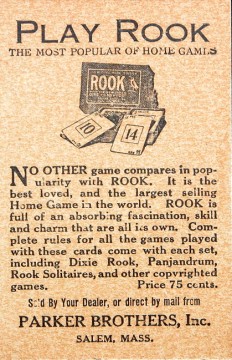 PLAY ROOK
THE MOST POPULAR OF HOME GAMES
ROOK
10
14
NO OTHER game compares in pop-
ularity with ROOK. It is the
best loved, and the largest selling
Home Game in the world. ROOK is
full of an absorbing fascination, skill
and charm that are all its own. Com-
plete rules for all the games played
with these cards come with each set,
including Dixie Rook, Panjandrum,
Rook Solitaires, and other copyrighted
games. Price 75 cents.
Sold By Your Dealer, or direct by mail from
PARKER BROTHERS, Inc.
SALEM, MASS.